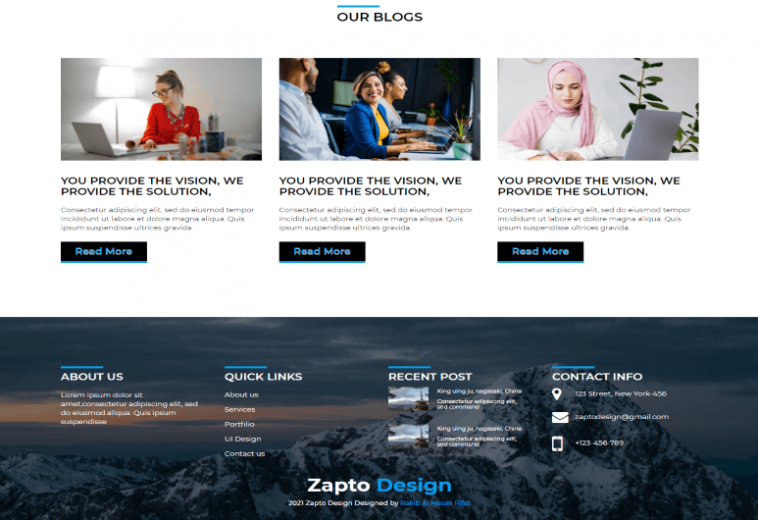 OUR BLOGS
YOU PROVIDE THE VISION, WE
PROVIDE THE SOLUTION,
Consectetur adipiscing elit, sed do eiusmod tempor
incididunt ut labore et dolore magna aliqua. Quis
ipsum suspendisse ultrices gravida.
Read More
YOU PROVIDE THE VISION, WE
PROVIDE THE SOLUTION,
Consectetur adipiscing elit, sed do eiusmod tempor
incididunt ut labore et dolore magna aliqua. Quis
ipsum suspendisse ultrices gravida.
Read More
YOU PROVIDE THE VISION, WE
PROVIDE THE SOLUTION,
Consectetur adipiscing elit, sed do eiusmod tempor
incididunt ut labore et dolore magna aliqua. Quis
ipsum suspendisse ultrices gravida.
Read More
ABOUT US
Lorem ipsum dolor sit
amet,consectetur adipiscing elit, sed
do eiusmod.aliqua. Quis ipsum
suspendisse
QUICK LINKS
About us
Services
Portfilio
UI Design
Contact us
RECENT POST
King uing ju, nagasaki, China
Consectetur adipiscing elit,
sed command
King uing ju, nagasaki, China
Consectetur adipiscing elit,
sed command
CONTACT INFO
123 Street, New York-456
zaptodesign@gmail.com
+123-456-789
Zapto Design
2021 Zapto Design Designed by Rakib Al Hasan Rifat